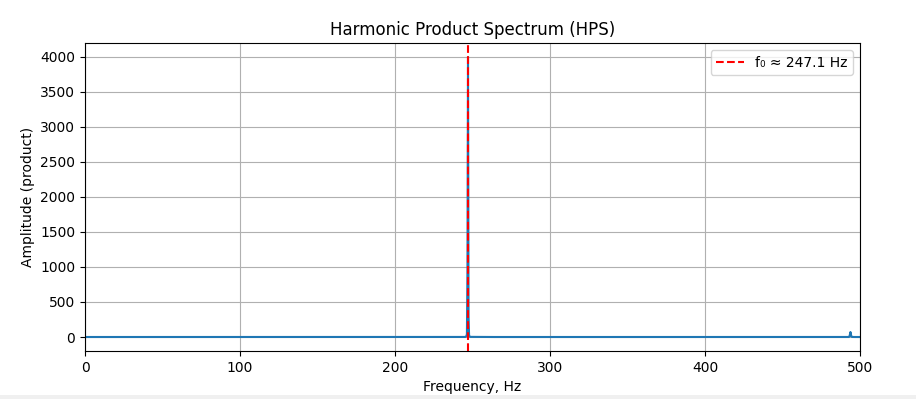 Harmonic Product Spectrum (HPS)
f₀ ≈ 247.1 Hz
Amplitude (product)
4000
3500
3000
2500
2000
1500
1000
500
0
0 100 200 300 400 500
Frequency, Hz